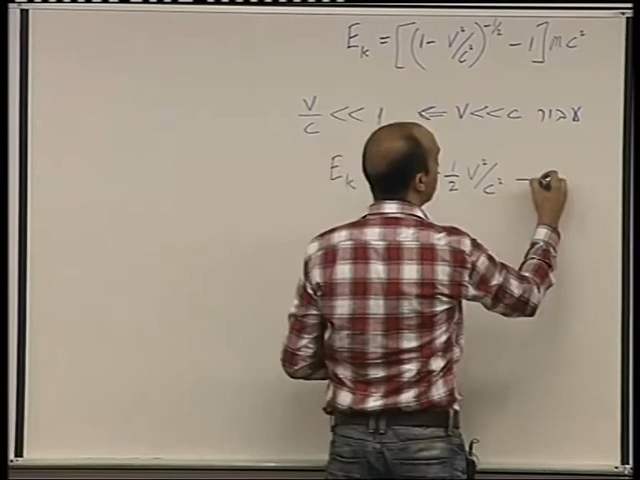 E_k = [(1 - V²/c²)^(-1/2) - 1] mc²
V/c << 1 ⇐ V << c עבור
E_k ½ V²/c² -